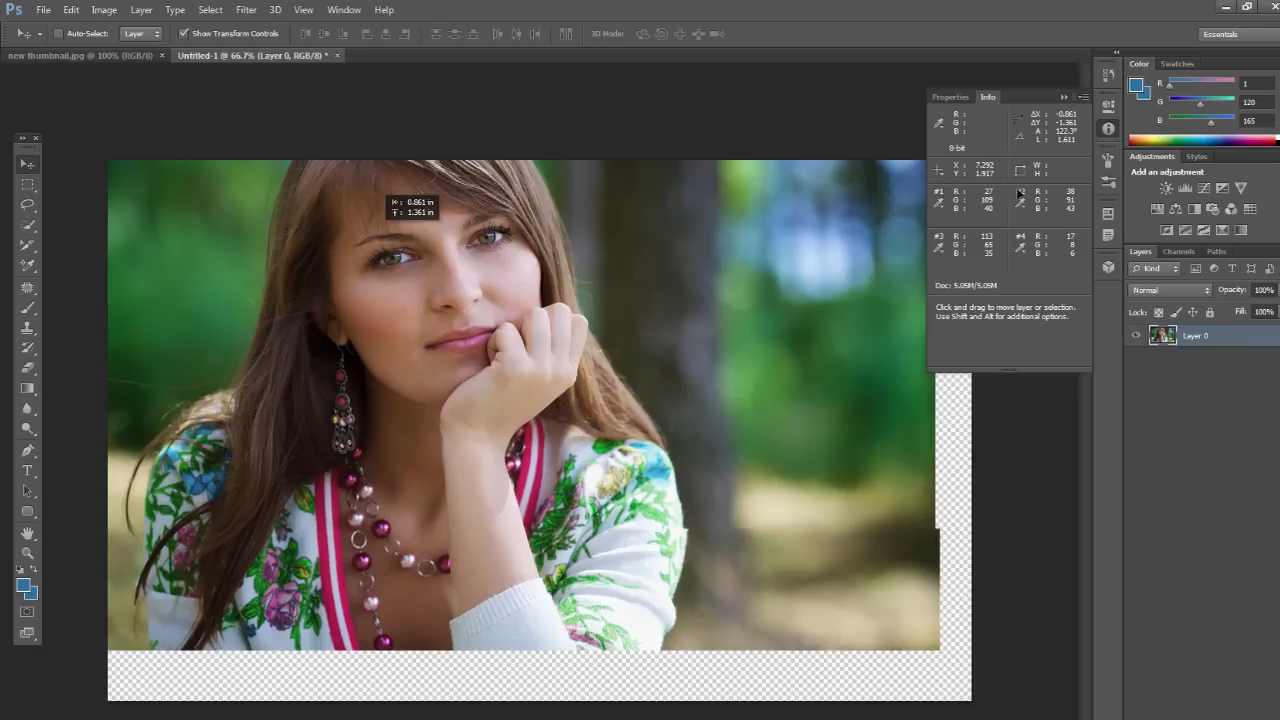 Ps File Edit Image Layer Type Select Filter 3D View Window Help
Auto-Select: Layer Show Transform Controls 3D Mode: Essentials
new thumbnail.jpg @ 100% (RGB/8) × Untitled-1 @ 66.7% (Layer 0, RGB/8) * ×
Color Swatches
R 1
G 120
B 165
Properties Info
R : ΔX : -0.861
G : ΔY : -1.361
B : A : 122.3°
L : 1.611
8-bit
X : 7.292 W :
Y : 1.917 H :
#1 R : 27 #2 R : 38
G : 109 G : 91
B : 40 B : 43
#3 R : 113 #4 R : 17
G : 65 G : 8
B : 35 B : 6
Doc: 5.05M/5.05M
Click and drag to move layer or selection.
Use Shift and Alt for additional options.
: 0.861 in
: 1.361 in
Adjustments Styles
Add an adjustment
Layers Channels Paths
Kind
Normal Opacity: 100%
Lock: Fill: 100%
Layer 0